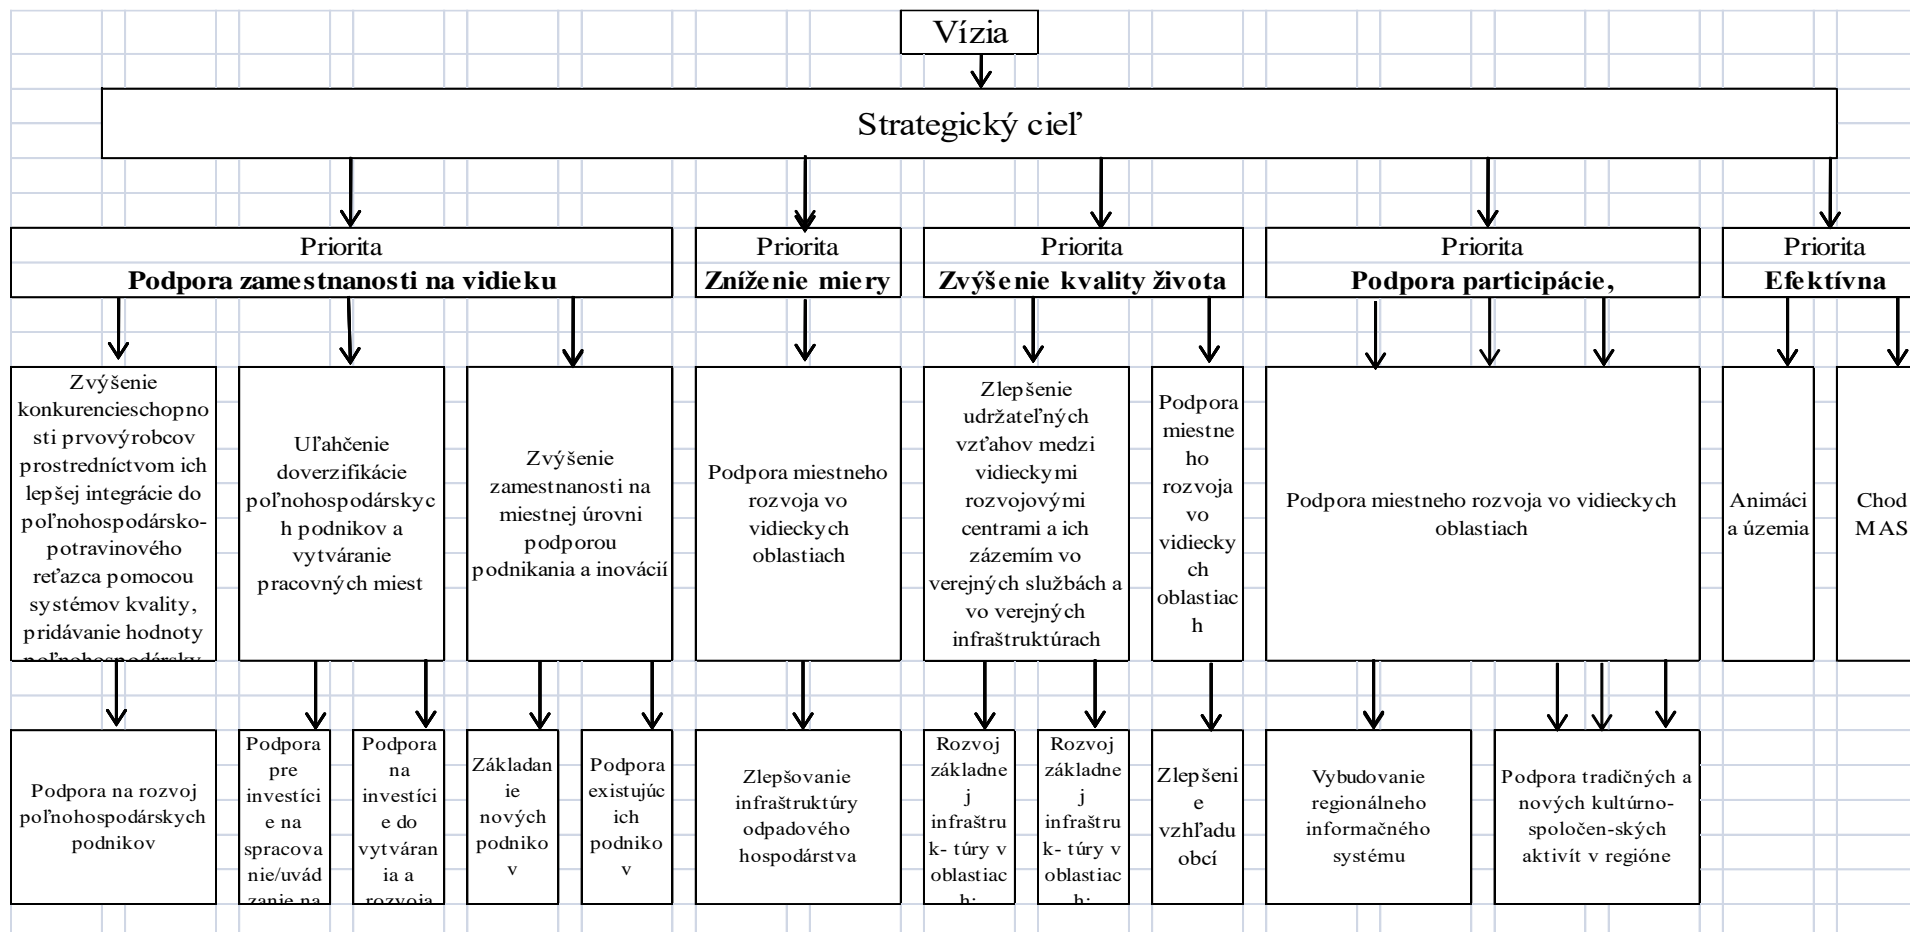 Vízia
Strategický cieľ
Priorita
Podpora zamestnanosti na vidieku
Priorita
Zníženie miery
Priorita
Zvýšenie kvality života
Priorita
Podpora participácie,
Priorita
Efektívna
Zvýšenie
konkurencieschopno
sti prvovýrobcov
prostredníctvom ich
lepšej integrácie do
poľnohospodársko-
potravinového
reťazca pomocou
systémov kvality,
pridávanie hodnoty
poľnohospodársky
Uľahčenie
doverzifikácie
poľnohospodárskyc
h podnikov a
vytváranie
pracovných miest
Zvýšenie
zamestnanosti na
miestnej úrovni
podporou
podnikania a inovácií
Podpora miestneho
rozvoja vo
vidieckych
oblastiach
Zlepšenie
udržateľných
vzťahov medzi
vidieckymi
rozvojovými
centrami a ich
zázemím vo
verejných službách a
vo verejných
infraštruktúrach
Podpora
miestne
ho
rozvoja
vo
vidiecky
ch
oblastiac
h
Podpora miestneho rozvoja vo vidieckych
oblastiach
Animáci
a územia
Chod
MAS
Podpora na rozvoj
poľnohospodárskych
podnikov
Podpora
pre
investíci
e na
spracova
nie/uvád
zanie na
Podpora
na
investíci
e do
vytváran
ia a
rozvoja
Základan
ie
nových
podniko
v
Podpora
existujúc
ich
podniko
v
Zlepšovanie
infraštruktúry
odpadového
hospodárstva
Rozvoj
základne
j
infraštru
k- túry v
oblastiac
h:
Rozvoj
základne
j
infraštru
k- túry v
oblastiac
h:
Zlepšeni
e
vzhľadu
obcí
Vybudovanie
regionálneho
informačného
systému
Podpora tradičných a
nových kultúrno-
spoločen-ských
aktivít v regióne